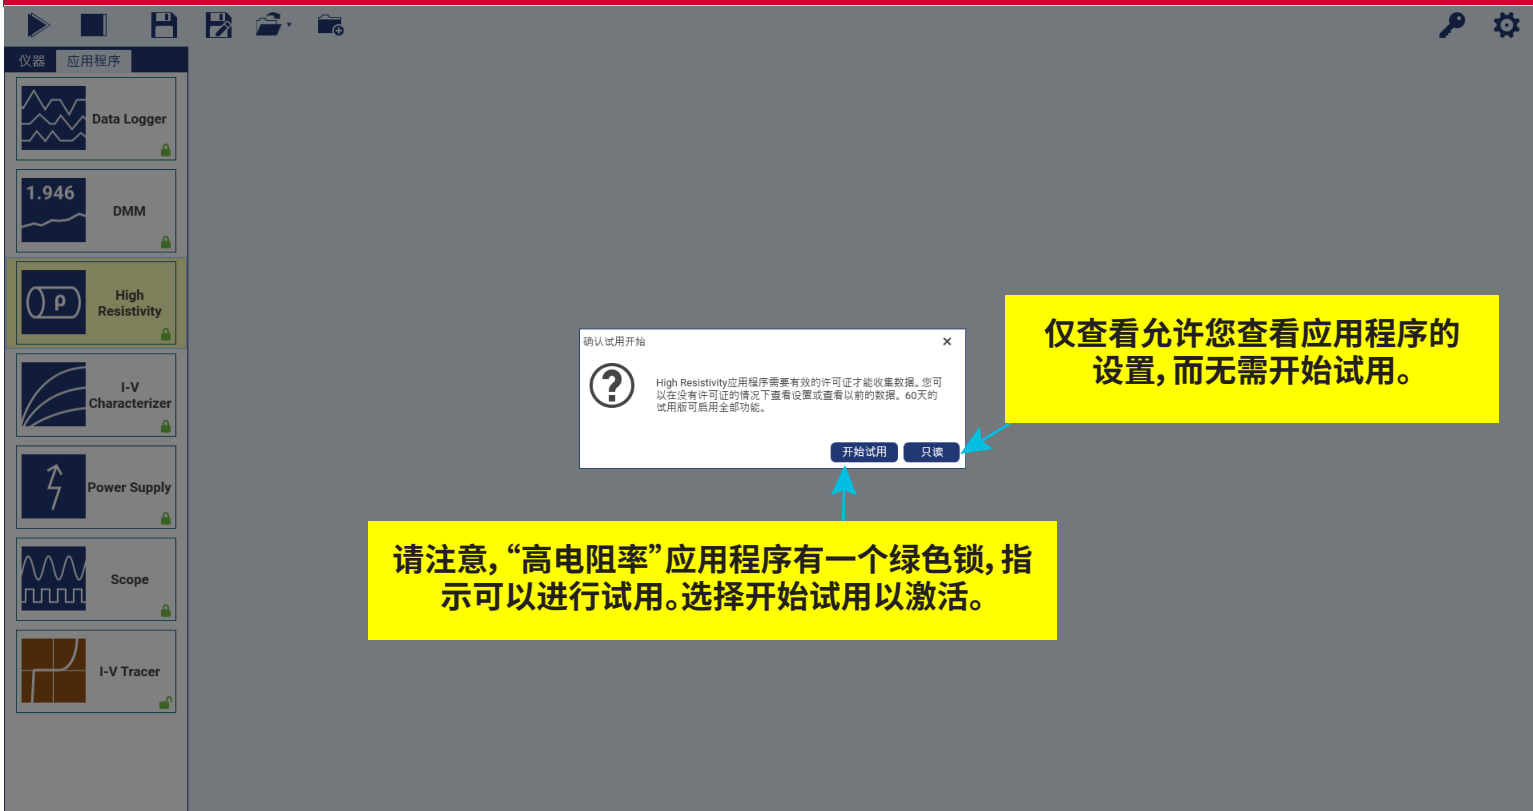 仪器 应用程序
Data Logger
1.946
DMM
High
Resistivity
ρ
I-V
Characterizer
Power Supply
Scope
I-V Tracer
确认试用开始
High Resistivity应用程序需要有效的许可证才能收集数据。您可
以在没有许可证的情况下查看设置或查看以前的数据。60天的
试用版可启用全部功能。
开始试用 只读
仅查看允许您查看应用程序的
设置，而无需开始试用。
请注意，“高电阻率”应用程序有一个绿色锁，指
示可以进行试用。选择开始试用以激活。